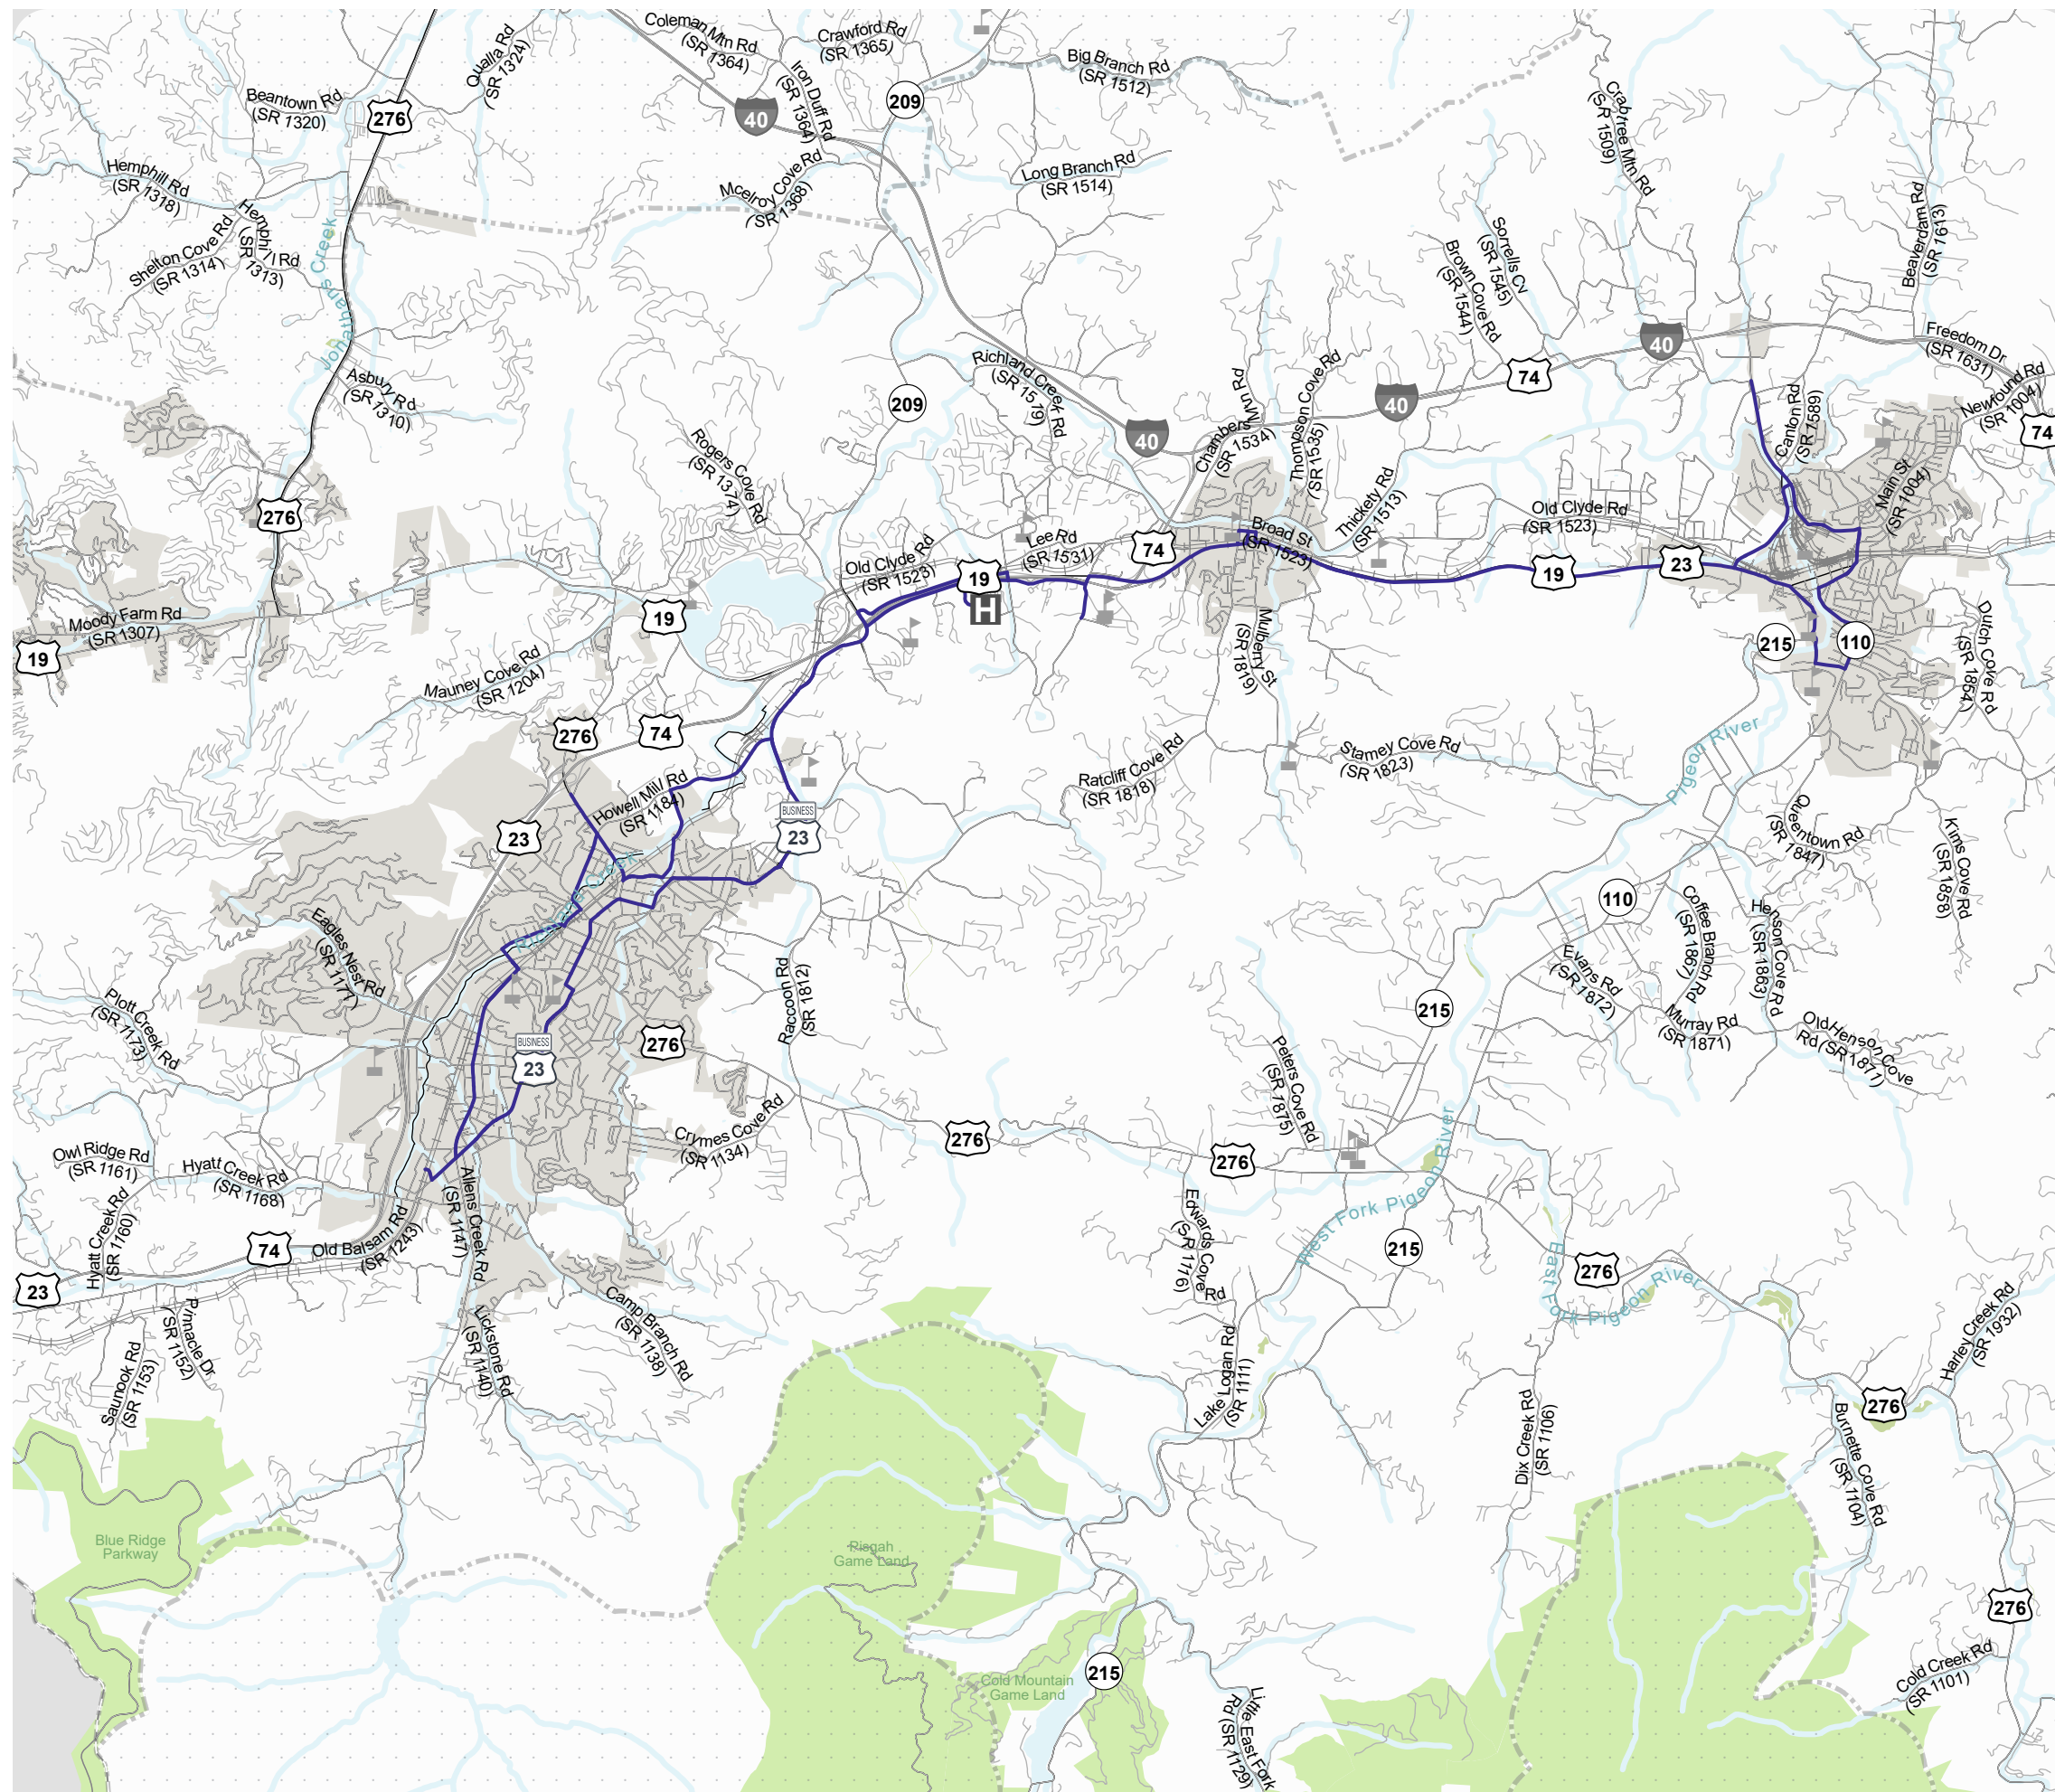 Coleman Mtn Rd
(SR 1364)
Crawford Rd
(SR 1365)
Qualla Rd
(SR 1324)
Iron Duff Rd
(SR 1364)
Big Branch Rd
(SR 1512)
Beantown Rd
(SR 1320)
276
40
209
Crabtree Mtn Rd
(SR 1509)
Hemphill Rd
(SR 1318)
Mcelroy Cove Rd
(SR 1368)
Long Branch Rd
(SR 1514)
Shelton Cove Rd
(SR 1314)
Hemphill Rd
(SR 1313)
Jonathans Creek
Sorrells Cv
(SR 1545)
Brown Cove Rd
(SR 1544)
Beaverdam Rd
(SR 1613)
Asbury Rd
(SR 1310)
Richland Creek Rd
(SR 1519)
209
40
40
74
40
Freedom Dr
(SR 1631)
Newfound Rd
(SR 1004)
74
Chambers Mtn Rd
(SR 1534)
Thompson Cove Rd
(SR 1535)
Canton Rd
(SR 1589)
Main St
(SR 1004)
Rogers Cove Rd
(SR 1374)
276
Thickety Rd
(SR 1513)
Old Clyde Rd
(SR 1523)
Broad St
(SR 1523)
Lee Rd
(SR 1531)
74
Old Clyde Rd
(SR 1523)
19
H
19
23
Moody Farm Rd
(SR 1307)
19
19
Mauney Cove Rd
(SR 1204)
Mulberry St
(SR 1819)
215
110
Dutch Cove Rd
(SR 1854)
276
74
Ratcliff Cove Rd
(SR 1818)
Stamey Cove Rd
(SR 1823)
Pigeon River
Howell Mill Rd
(SR 1184)
23
BUSINESS
23
Queentown Rd
(SR 1847)
Kims Cove Rd
(SR 1859)
Eagles Nest Rd
(SR 1177)
110
Coffee Branch Rd
(SR 1867)
Henson Cove Rd
(SR 1863)
Evans Rd
(SR 1872)
Plott Creek Rd
(SR 1173)
Raccoon Rd
(SR 1812)
215
Murray Rd
(SR 1871)
Old Henson Cove
Rd (SR 1871)
BUSINESS
23
276
Peters Cove Rd
(SR 1875)
Crymes Cove Rd
(SR 1134)
276
276
Owl Ridge Rd
(SR 1161)
Hyatt Creek Rd
(SR 1168)
Hyatt Creek Rd
(SR 1160)
Allens Creek Rd
(SR 1147)
Edwards Cove Rd
(SR 1116)
West Fork Pigeon River
215
74
Old Balsam Rd
(SR 1243)
23
East Fork Pigeon River
276
Pinnacle Dr
(SR 1152)
Saunook Rd
(SR 1153)
Lickstone Rd
(SR 1140)
Camp Branch Rd
(SR 1138)
Lake Logan Rd
(SR 1111)
Harley Creek Rd
(SR 1932)
Dix Creek Rd
(SR 1106)
276
Burnette Cove Rd
(SR 1104)
Blue Ridge
Parkway
Pisgah
Game Land
276
Cold Mountain
Game Land
215
Cold Creek Rd
(SR 1101)
Little East Fork
Rd (SR 1129)